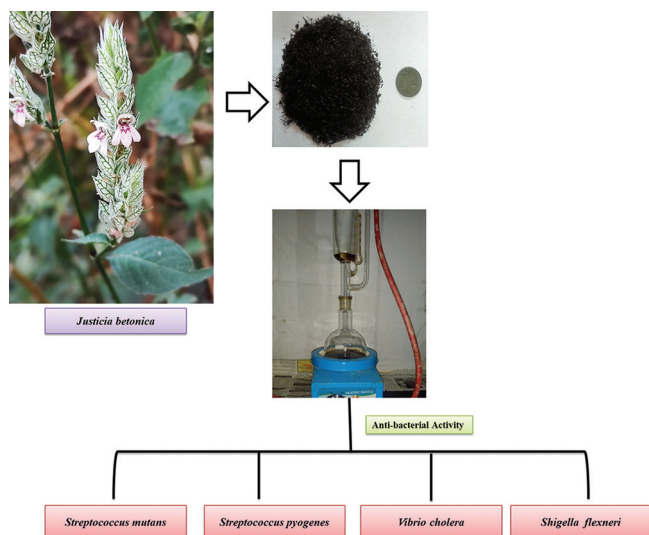 Justicia betonica
Anti-bacterial Activity
Streptococcus mutans
Streptococcus pyogenes
Vibrio cholera
Shigella flexneri